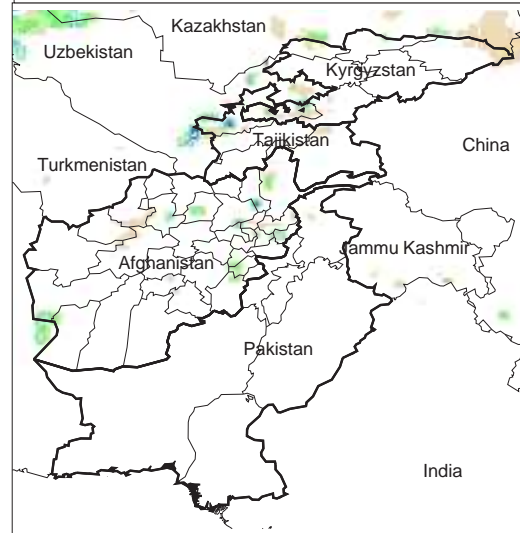 Kazakhstan
Uzbekistan
Kyrgyzstan
Tajikistan
China
Turkmenistan
Jammu Kashmir
Afghanistan
Pakistan
India